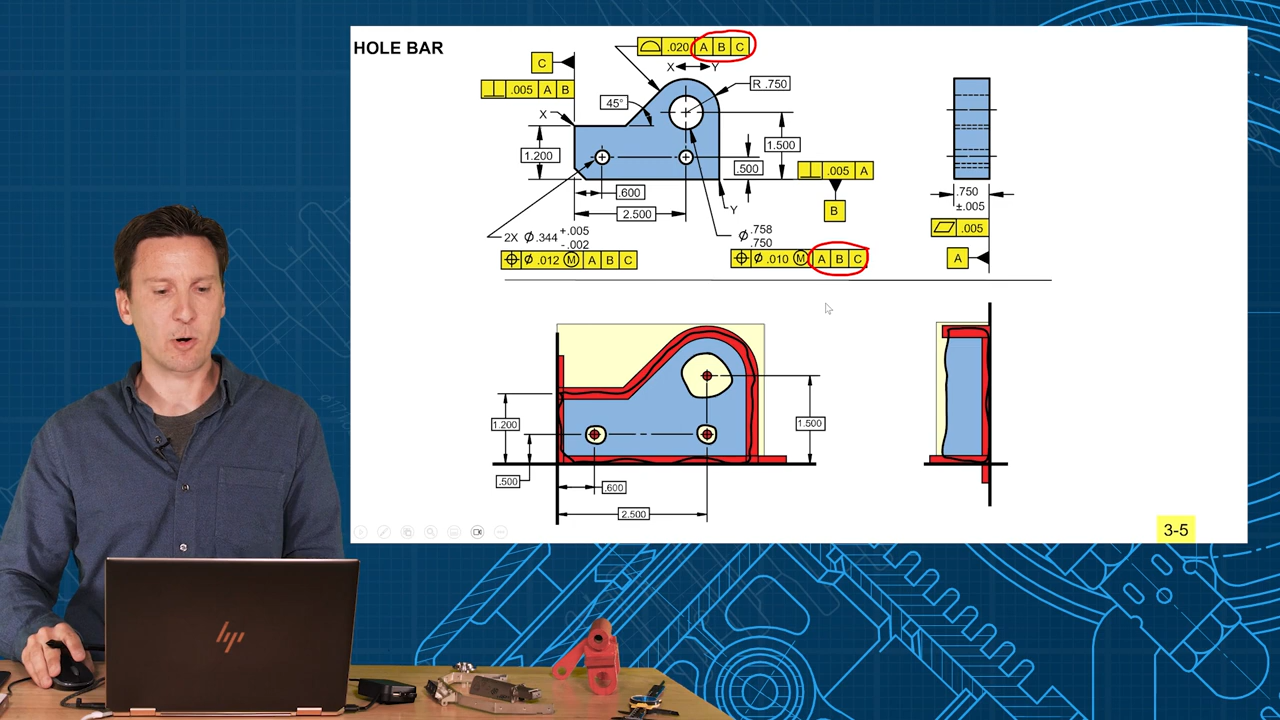 HOLE BAR
⌓ .020 A B C
C
X ↔ Y
⟂ .005 A B
R .750
45°
X
1.200
1.500
.500
⟂ .005 A
.600
.750
±.005
2.500
Y
B
2X Ø.344 +.005
-.002
Ø .758
.750
⏥ .005
⌖ Ø .012 Ⓜ A B C
⌖ Ø .010 Ⓜ A B C
A
1.200
1.500
.500
.600
2.500
3-5
hp